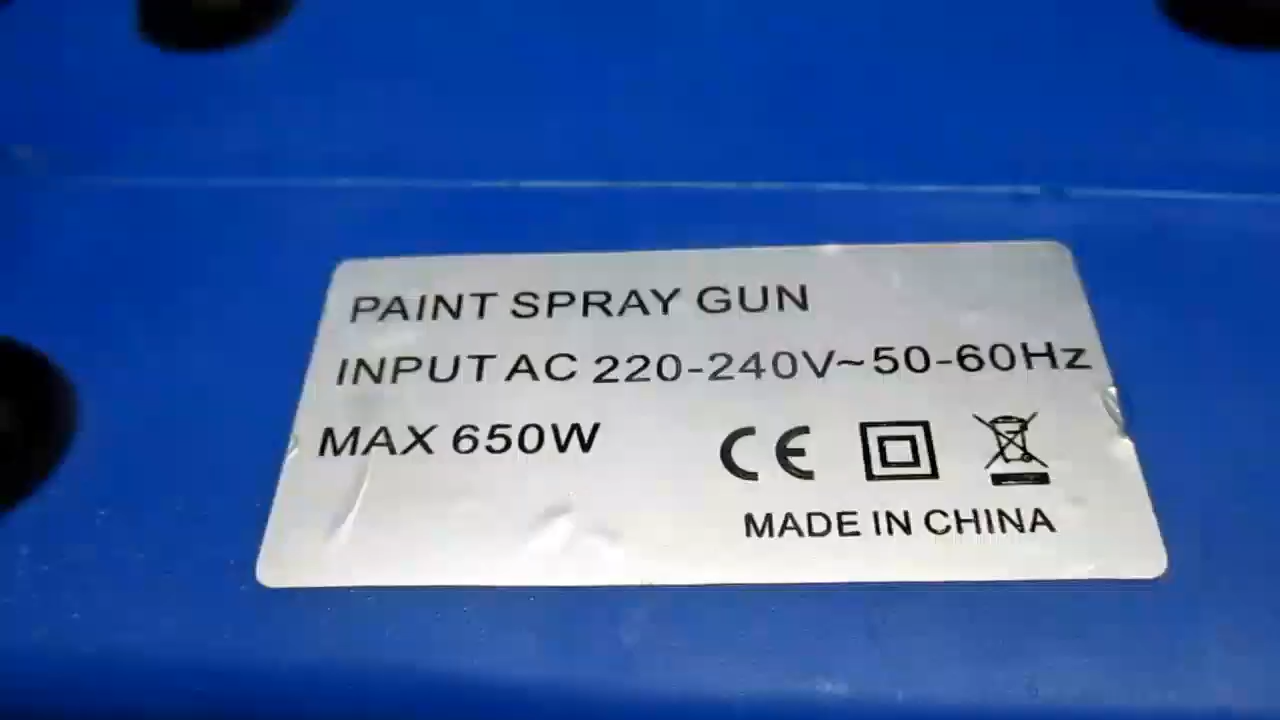 PAINT SPRAY GUN
INPUT AC 220-240V~50-60Hz
MAX 650W
CE
MADE IN CHINA